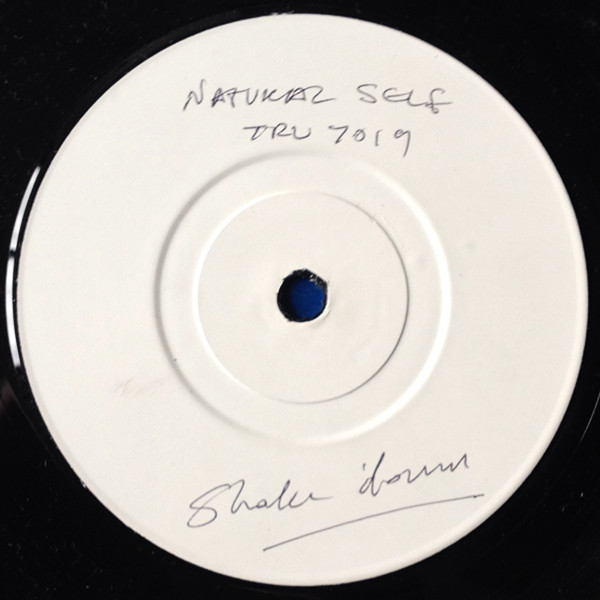 NATURAL SELF
TRU 7019
Shake down